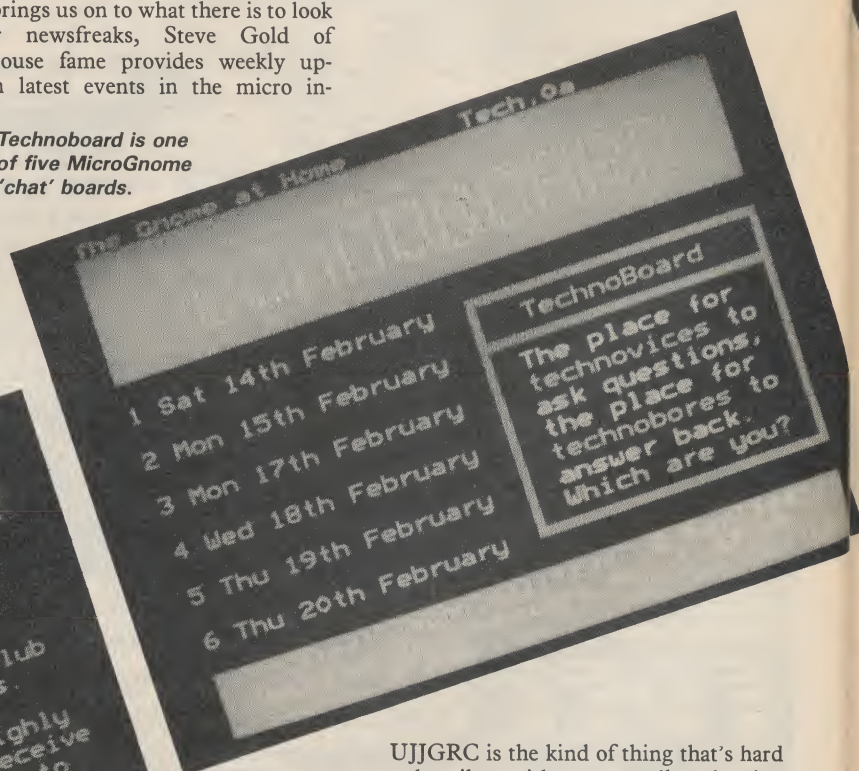 rings us on to what there is to look
newsfreaks, Steve Gold of
ouse fame provides weekly up-
latest events in the micro in-
Technoboard is one
of five MicroGnome
'chat' boards.
The Gnome at Home
Tech,0a
1 Sat 14th February
2 Mon 15th February
3 Mon 17th February
4 Wed 18th February
5 Thu 19th February
6 Thu 20th February
TechnoBoard
The place for
technovices to
ask questions,
the place for
technobores to
answer back.
Which are you?
lub
s.
ighly
eceive
to
UJJGRC is the kind of thing that's hard